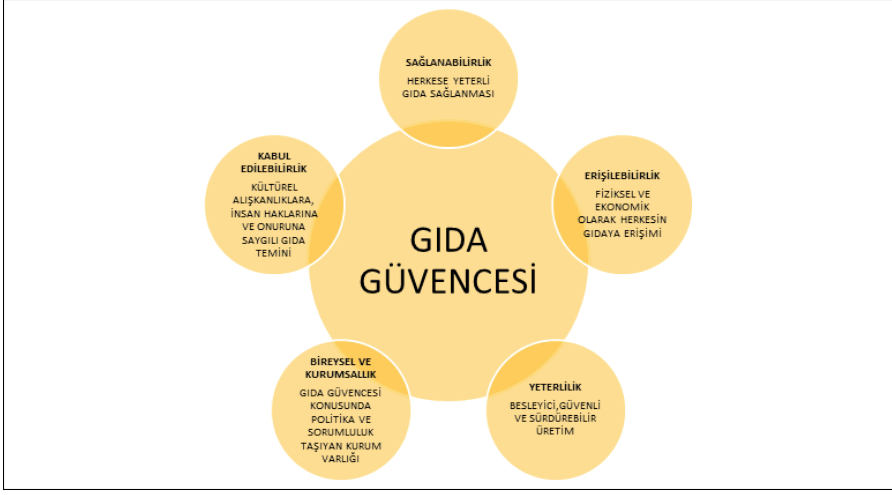 SAĞLANABİLİRLİK
HERKESE YETERLİ
GIDA SAĞLANMASI
KABUL
EDİLEBİLİRLİK
KÜLTÜREL
ALIŞKANLIKLARA,
İNSAN HAKLARINA
VE ONURUNA
SAYGILI GIDA
TEMİNİ
ERİŞİLEBİLİRLİK
FİZİKSEL VE
EKONOMİK
OLARAK HERKESİN
GIDAYA ERİŞİMİ
GIDA
GÜVENCESİ
BİREYSEL VE
KURUMSALLIK
GIDA GÜVENCESİ
KONUSUNDA
POLİTİKA VE
SORUMLULUK
TAŞIYAN KURUM
VARLIĞI
YETERLİLİK
BESLEYİCİ,GÜVENLİ
VE SÜRDÜREBİLİR
ÜRETİM